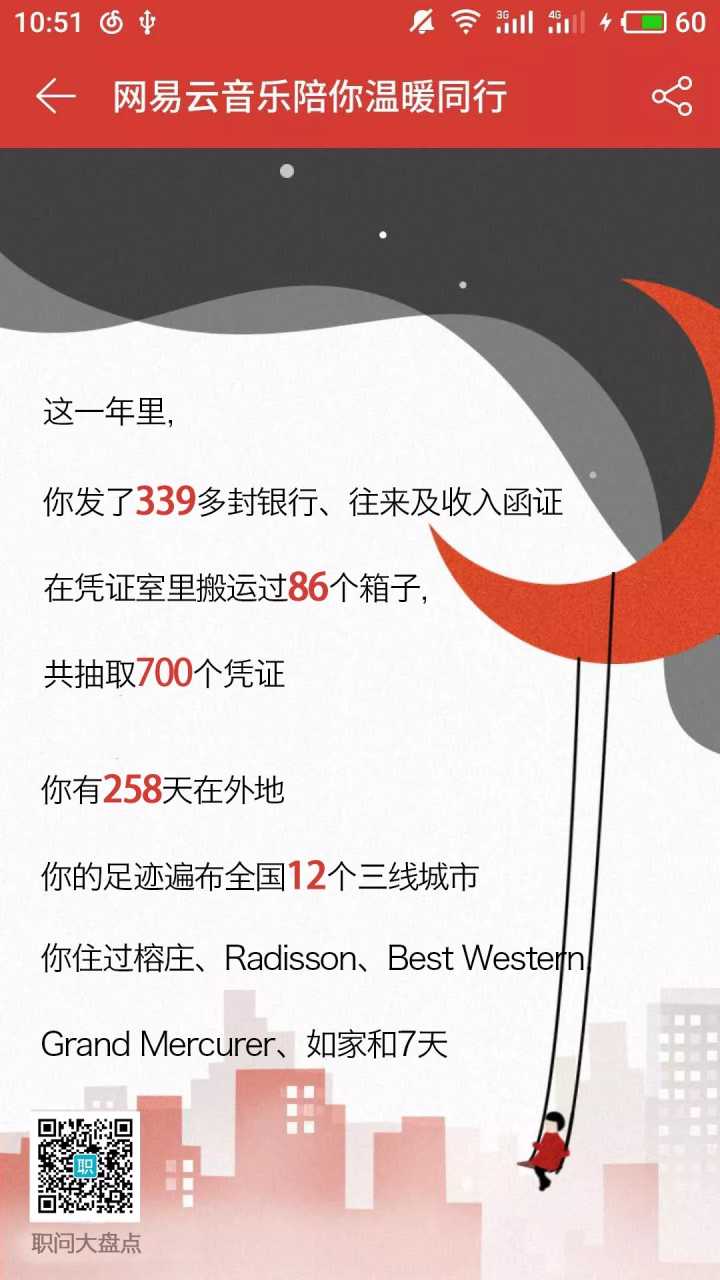 10:51 3G 4G 60
网易云音乐陪你温暖同行
这一年里,
你发了339多封银行、往来及收入函证
在凭证室里搬运过86个箱子,
共抽取700个凭证
你有258天在外地
你的足迹遍布全国12个三线城市
你住过榕庄、Radisson、Best Western,
Grand Mercurer、如家和7天
职
职问大盘点